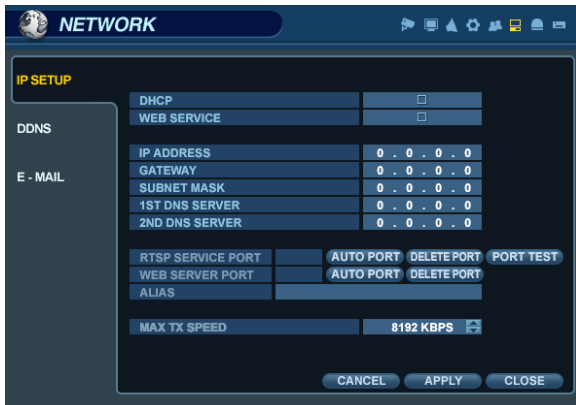 NETWORK
IP SETUP
DHCP
WEB SERVICE
DDNS
IP ADDRESS 0 . 0 . 0 . 0
GATEWAY 0 . 0 . 0 . 0
E - MAIL
SUBNET MASK 0 . 0 . 0 . 0
1ST DNS SERVER 0 . 0 . 0 . 0
2ND DNS SERVER 0 . 0 . 0 . 0
RTSP SERVICE PORT AUTO PORT DELETE PORT PORT TEST
WEB SERVER PORT AUTO PORT DELETE PORT
ALIAS
MAX TX SPEED 8192 KBPS
CANCEL APPLY CLOSE